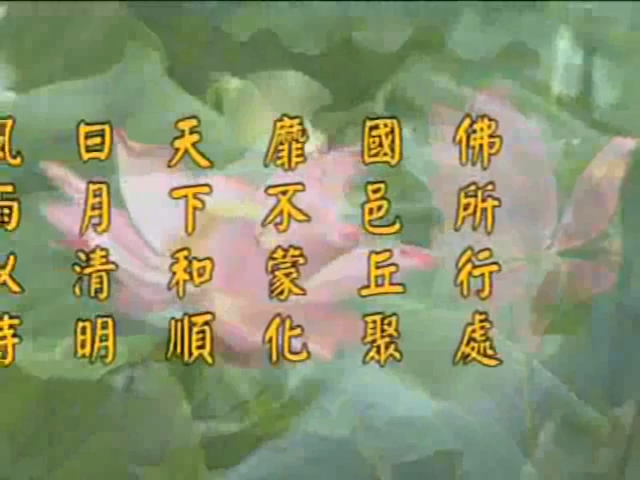 佛所行處
國邑丘聚
靡不蒙化
天下和順
日月清明
風雨以時